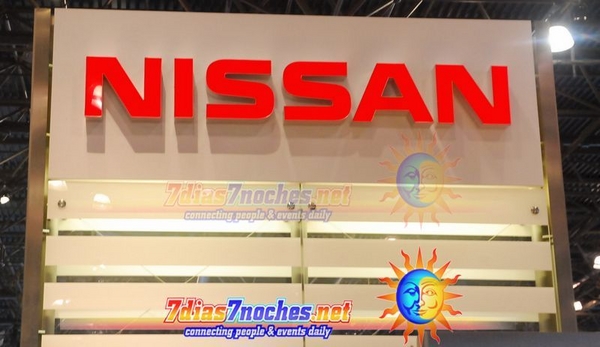 NISSAN
7dias7noches.net
connecting people & events daily
7dias7noches.net
connecting people & events daily